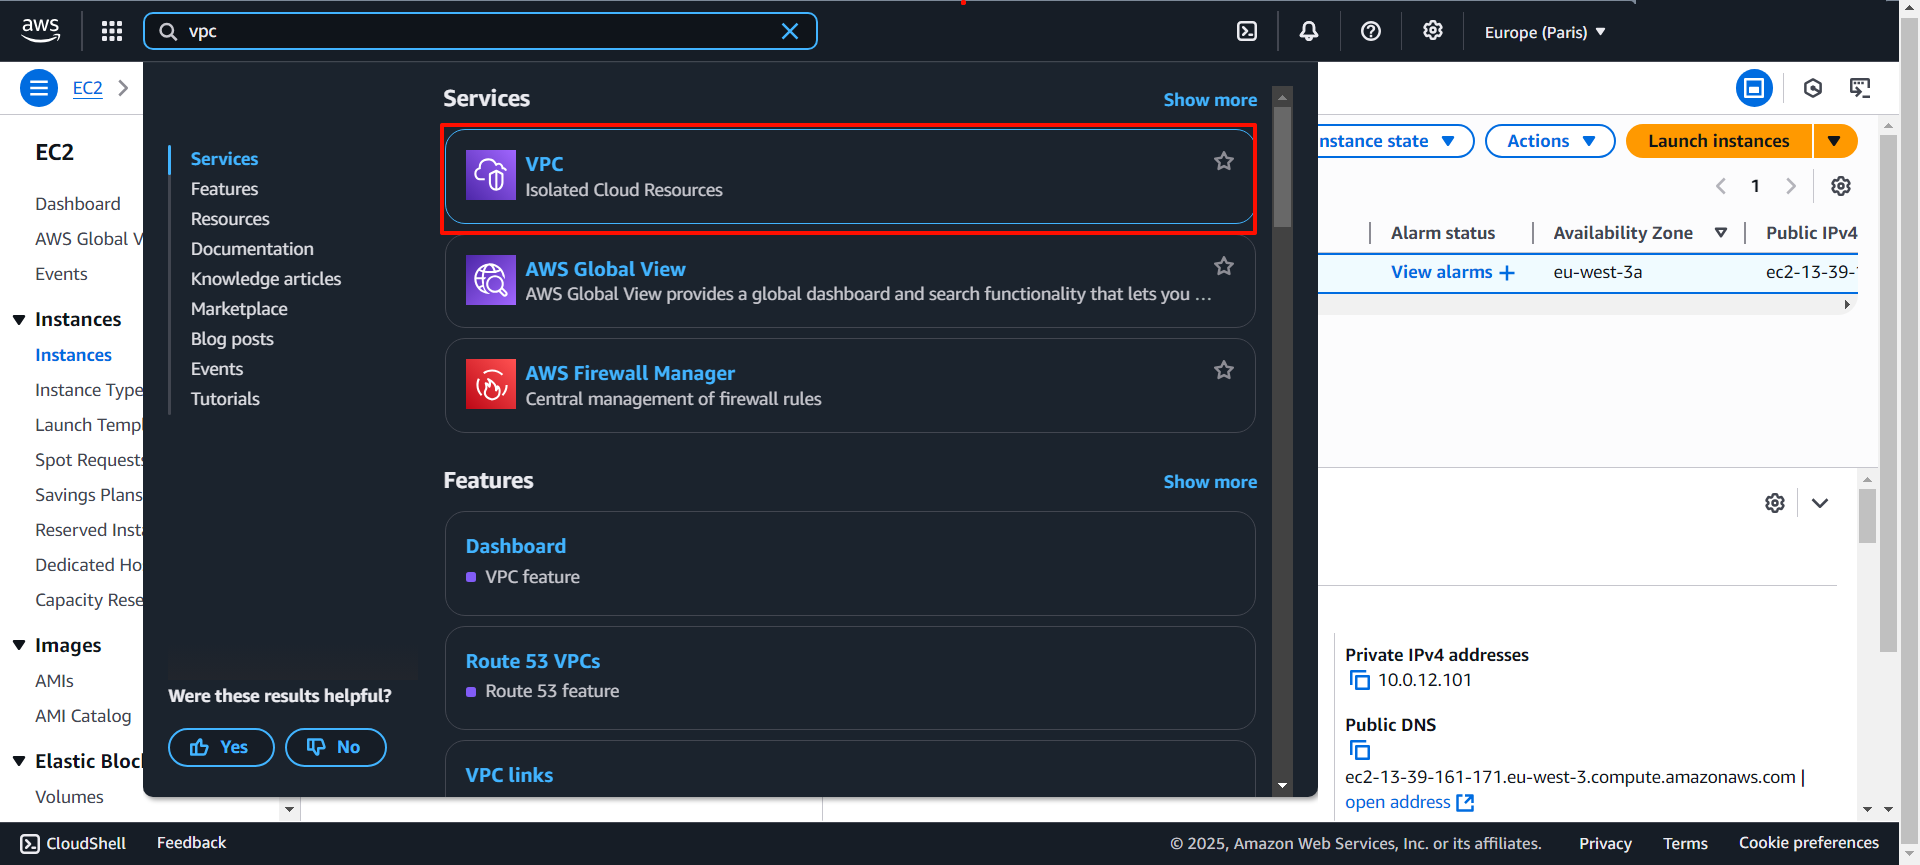 aws
vpc
Europe (Paris)
EC2
EC2
Dashboard
AWS Global V
Events
Instances
Instances
Instance Type
Launch Templ
Spot Requests
Savings Plans
Reserved Insta
Dedicated Ho
Capacity Rese
Images
AMIs
AMI Catalog
Elastic Bloc
Volumes
Services
Features
Resources
Documentation
Knowledge articles
Marketplace
Blog posts
Events
Tutorials
Were these results helpful?
Yes
No
Services
Show more
VPC
Isolated Cloud Resources
AWS Global View
AWS Global View provides a global dashboard and search functionality that lets you ...
AWS Firewall Manager
Central management of firewall rules
Features
Show more
Dashboard
VPC feature
Route 53 VPCs
Route 53 feature
VPC links
nstance state
Actions
Launch instances
1
Alarm status
Availability Zone
Public IPv4
View alarms +
eu-west-3a
ec2-13-39-
Private IPv4 addresses
10.0.12.101
Public DNS
ec2-13-39-161-171.eu-west-3.compute.amazonaws.com |
open address
CloudShell
Feedback
© 2025, Amazon Web Services, Inc. or its affiliates.
Privacy
Terms
Cookie preferences